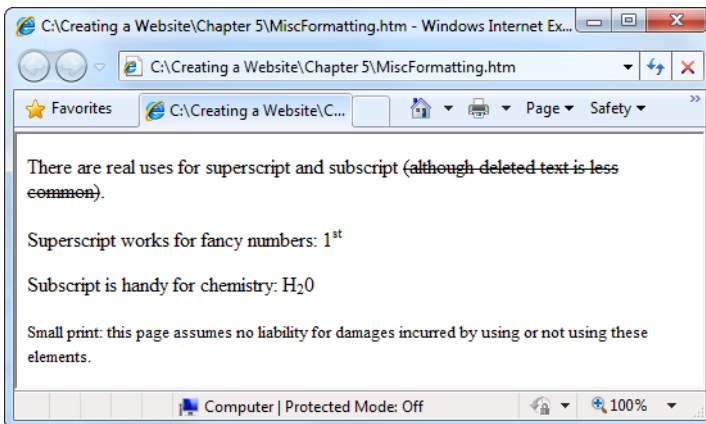 C:\Creating a Website\Chapter 5\MiscFormatting.htm - Windows Internet Ex...
C:\Creating a Website\Chapter 5\MiscFormatting.htm
Favorites C:\Creating a Website\C... Page Safety »
There are real uses for superscript and subscript (although deleted text is less
common).
Superscript works for fancy numbers: 1st
Subscript is handy for chemistry: H20
Small print: this page assumes no liability for damages incurred by using or not using these
elements.
Computer | Protected Mode: Off 100%